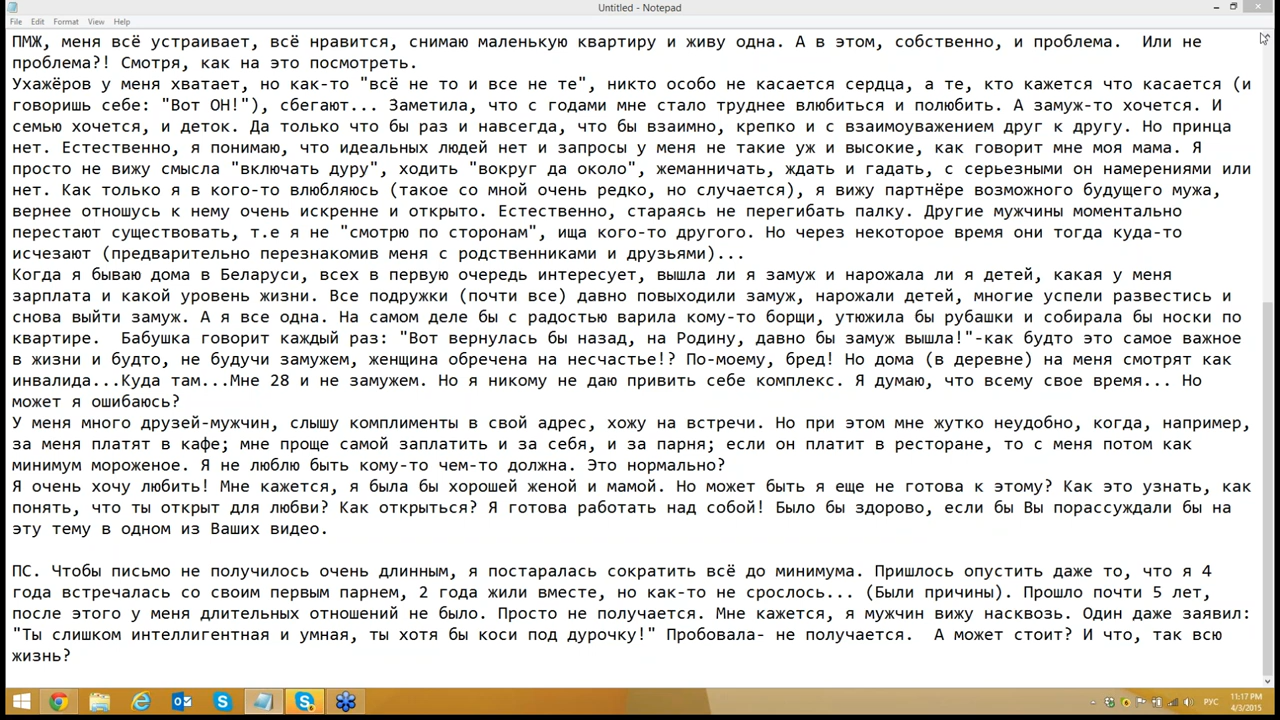 Untitled - Notepad
File Edit Format View Help
ПМЖ, меня всё устраивает, всё нравится, снимаю маленькую квартиру и живу одна. А в этом, собственно, и проблема.  Или не
проблема?! Смотря, как на это посмотреть.
Ухажёров у меня хватает, но как-то "всё не то и все не те", никто особо не касается сердца, а те, кто кажется что касается (и
говоришь себе: "Вот ОН!"), сбегают... Заметила, что с годами мне стало труднее влюбиться и полюбить. А замуж-то хочется. И
семью хочется, и деток. Да только что бы раз и навсегда, что бы взаимно, крепко и с взаимоуважением друг к другу. Но принца
нет. Естественно, я понимаю, что идеальных людей нет и запросы у меня не такие уж и высокие, как говорит мне моя мама. Я
просто не вижу смысла "включать дуру", ходить "вокруг да около", жеманничать, ждать и гадать, с серьезными он намерениями или
нет. Как только я в кого-то влюбляюсь (такое со мной очень редко, но случается), я вижу партнёре возможного будущего мужа,
вернее отношусь к нему очень искренне и открыто. Естественно, стараясь не перегибать палку. Другие мужчины моментально
перестают существовать, т.е я не "смотрю по сторонам", ища кого-то другого. Но через некоторое время они тогда куда-то
исчезают (предварительно перезнакомив меня с родственниками и друзьями)...
Когда я бываю дома в Беларуси, всех в первую очередь интересует, вышла ли я замуж и нарожала ли я детей, какая у меня
зарплата и какой уровень жизни. Все подружки (почти все) давно повыходили замуж, нарожали детей, многие успели развестись и
снова выйти замуж. А я все одна. На самом деле бы с радостью варила кому-то борщи, утюжила бы рубашки и собирала бы носки по
квартире.  Бабушка говорит каждый раз: "Вот вернулась бы назад, на Родину, давно бы замуж вышла!"-как будто это самое важное
в жизни и будто, не будучи замужем, женщина обречена на несчастье!? По-моему, бред! Но дома (в деревне) на меня смотрят как
инвалида...Куда там...Мне 28 и не замужем. Но я никому не даю привить себе комплекс. Я думаю, что всему свое время... Но
может я ошибаюсь?
У меня много друзей-мужчин, слышу комплименты в свой адрес, хожу на встречи. Но при этом мне жутко неудобно, когда, например,
за меня платят в кафе; мне проще самой заплатить и за себя, и за парня; если он платит в ресторане, то с меня потом как
минимум мороженое. Я не люблю быть кому-то чем-то должна. Это нормально?
Я очень хочу любить! Мне кажется, я была бы хорошей женой и мамой. Но может быть я еще не готова к этому? Как это узнать, как
понять, что ты открыт для любви? Как открыться? Я готова работать над собой! Было бы здорово, если бы Вы порассуждали бы на
эту тему в одном из Ваших видео.
ПС. Чтобы письмо не получилось очень длинным, я постаралась сократить всё до минимума. Пришлось опустить даже то, что я 4
года встречалась со своим первым парнем, 2 года жили вместе, но как-то не срослось... (Были причины). Прошло почти 5 лет,
после этого у меня длительных отношений не было. Просто не получается. Мне кажется, я мужчин вижу насквозь. Один даже заявил:
"Ты слишком интеллигентная и умная, ты хотя бы коси под дурочку!" Пробовала- не получается.  А может стоит? И что, так всю
жизнь?
РУС
11:17 PM
4/3/2015